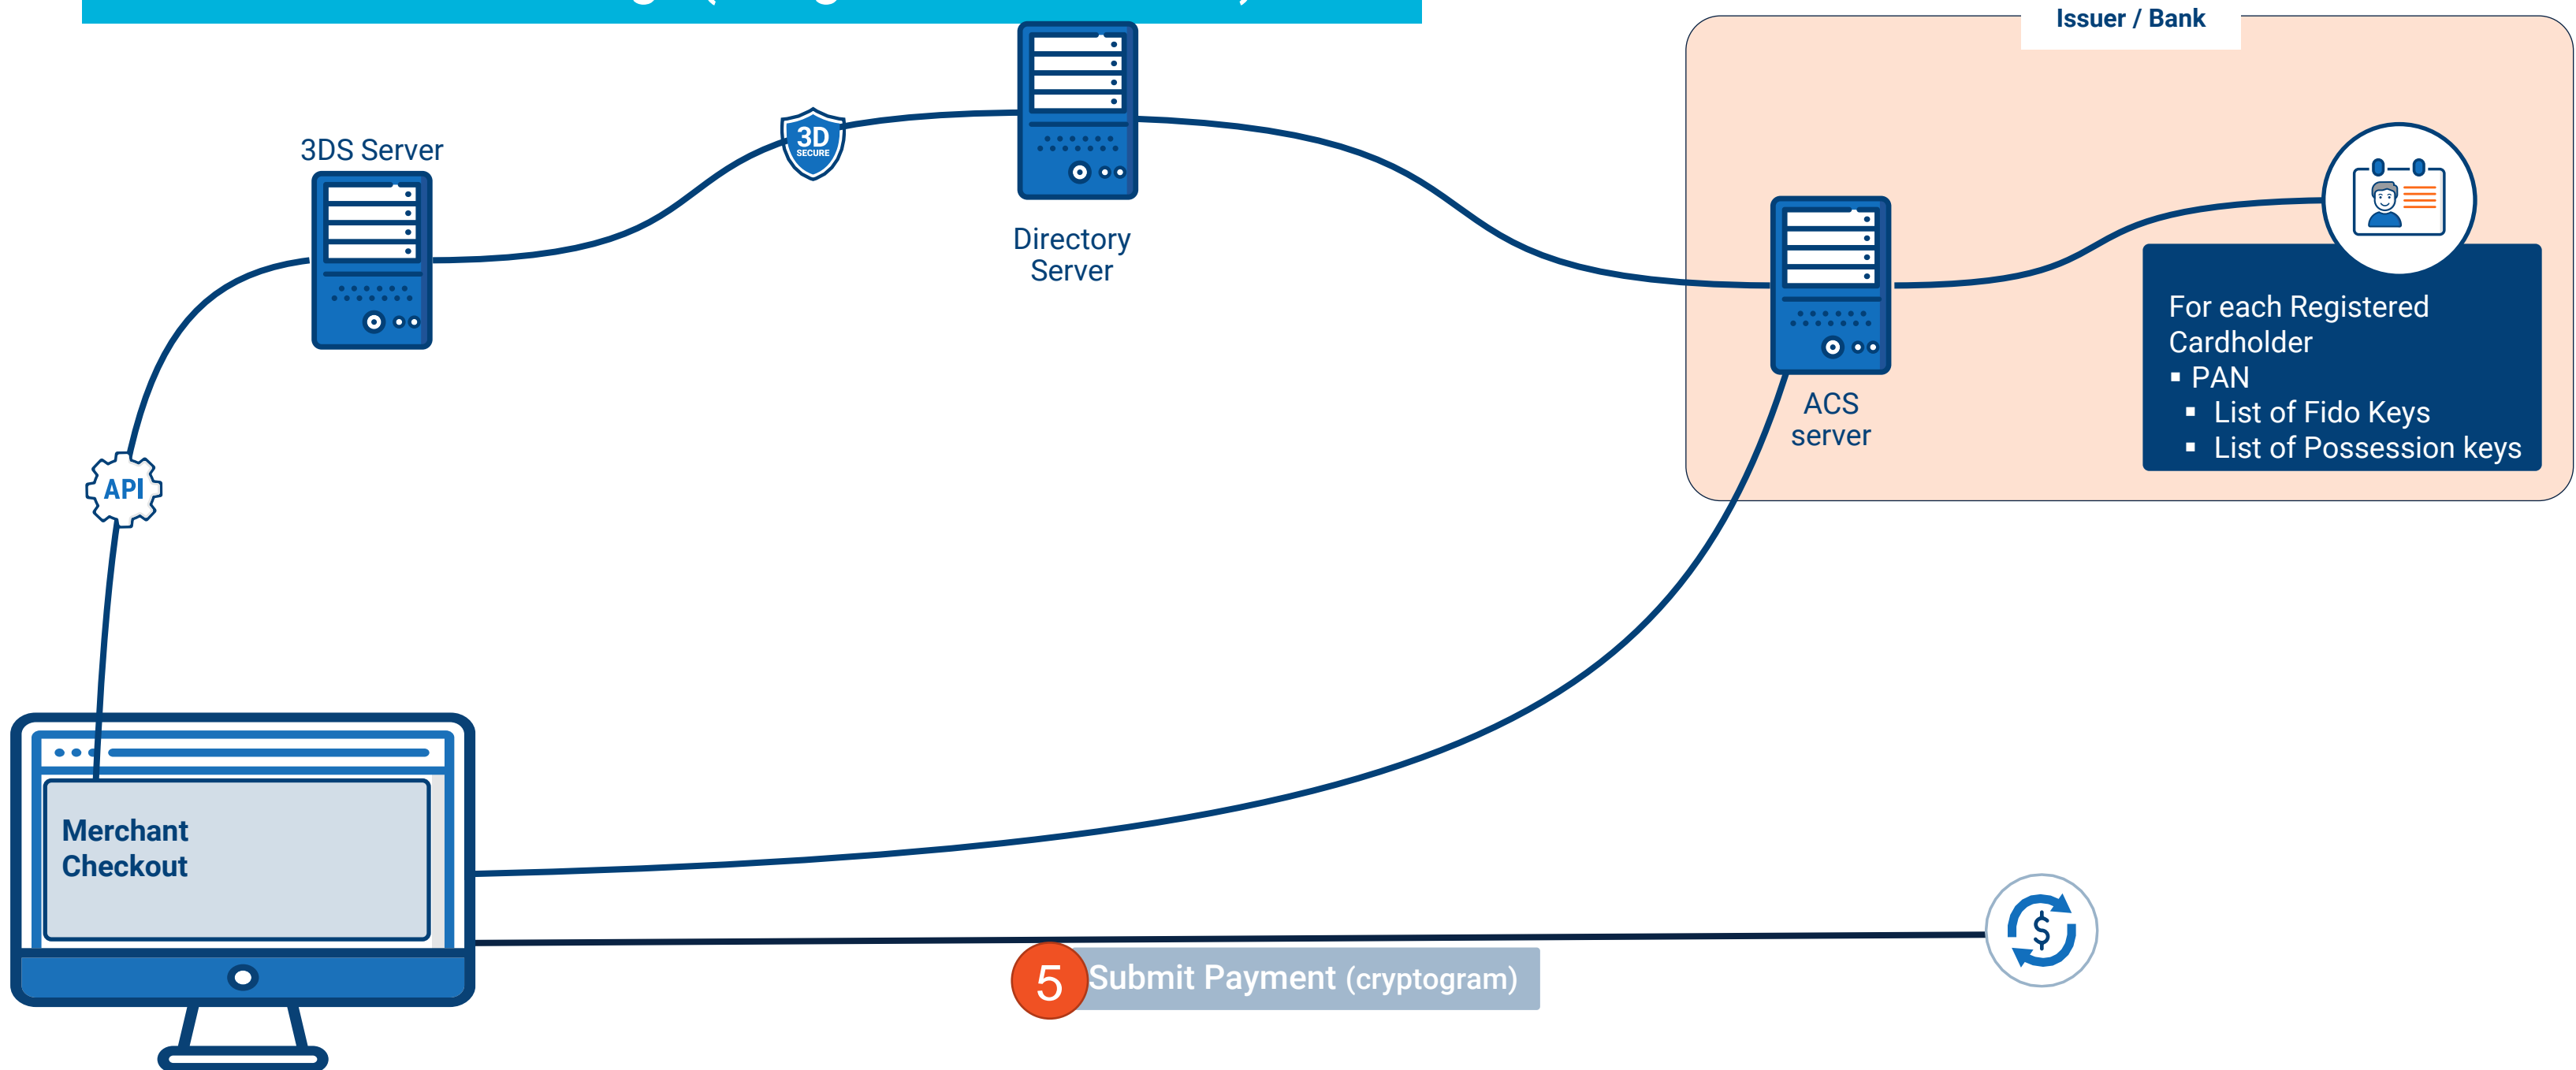 Issuer / Bank
3D
SECURE
3DS Server
Directory
Server
For each Registered
Cardholder
▪ PAN
▪ List of Fido Keys
▪ List of Possession keys
ACS
server
API
Merchant
Checkout
$
5 Submit Payment (cryptogram)